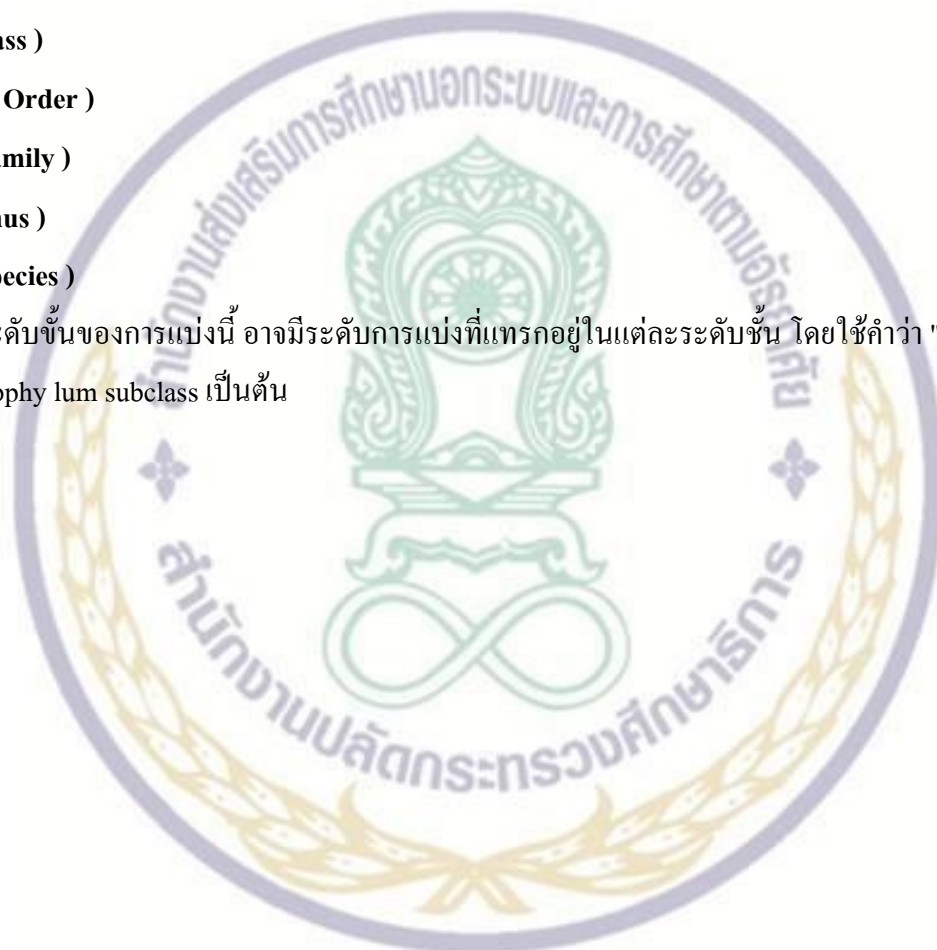 ass )
Order )
amily )
nus )
pecies )
ะดับขั้นของการแบ่งนี้ อาจมีระดับการแบ่งที่แทรกอยู่ในแต่ละระดับชั้น โดยใช้คำว่า "
ophy lum subclass เป็นต้น
สำนักงานส่งเสริมการศึกษานอกระบบและการศึกษาตามอัธยาศัย
สำนักงานปลัดกระทรวงศึกษาธิการ